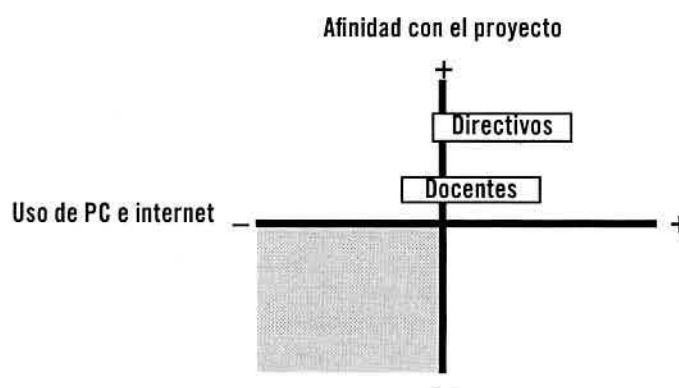 Afinidad con el proyecto
+
Directivos
Docentes
Uso de PC e internet
− +